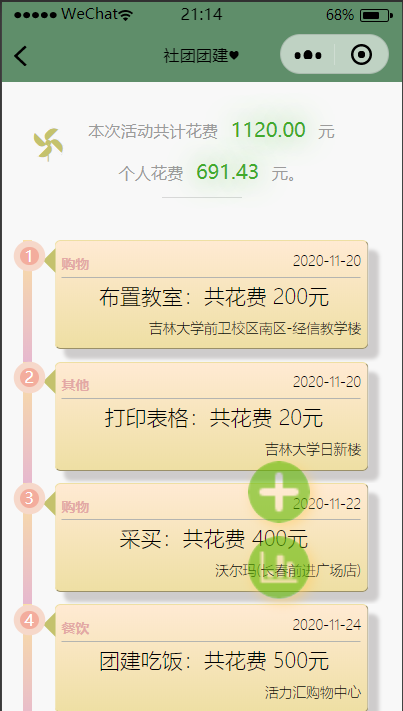 WeChat 21:14 68%
社团团建♥
本次活动共计花费 1120.00 元
个人花费 691.43 元。
1
购物 2020-11-20
布置教室：共花费 200元
吉林大学前卫校区南区-经信教学楼
2
其他 2020-11-20
打印表格：共花费 20元
吉林大学日新楼
3
购物 2020-11-22
采买：共花费 400元
沃尔玛(长春前进广场店)
4
餐饮 2020-11-24
团建吃饭：共花费 500元
活力汇购物中心